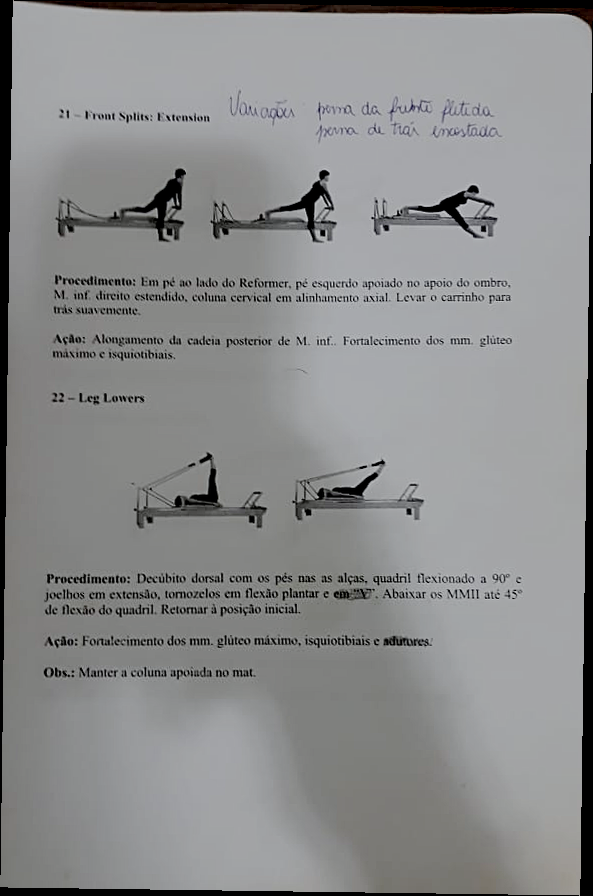 21 – Front Splits: Extension
Variações perna da frente fletida
perna de trás encostada
Procedimento: Em pé ao lado do Reformer, pé esquerdo apoiado no apoio do ombro,
M. inf. direito estendido, coluna cervical em alinhamento axial. Levar o carrinho para
trás suavemente.
Ação: Alongamento da cadeia posterior de M. inf.. Fortalecimento dos mm. glúteo
máximo e isquiotibiais.
22 – Leg Lowers
Procedimento: Decúbito dorsal com os pés nas as alças, quadril flexionado a 90º e
joelhos em extensão, tornozelos em flexão plantar e em "Y". Abaixar os MMII até 45º
de flexão do quadril. Retornar à posição inicial.
Ação: Fortalecimento dos mm. glúteo máximo, isquiotibiais e adutores.
Obs.: Manter a coluna apoiada no mat.